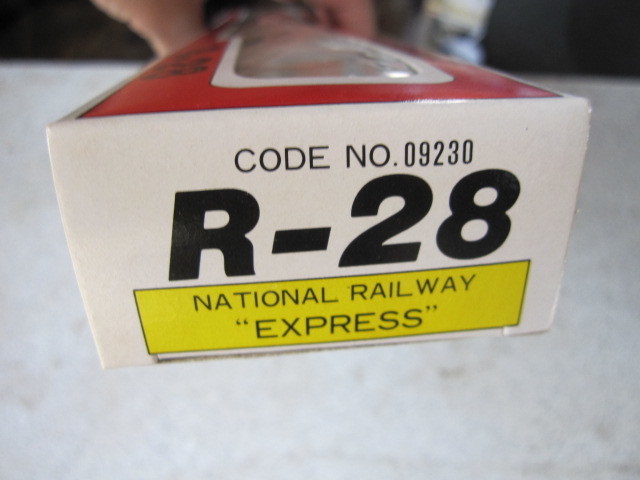 CODE NO. 09230
R-28
NATIONAL RAILWAY
"EXPRESS"